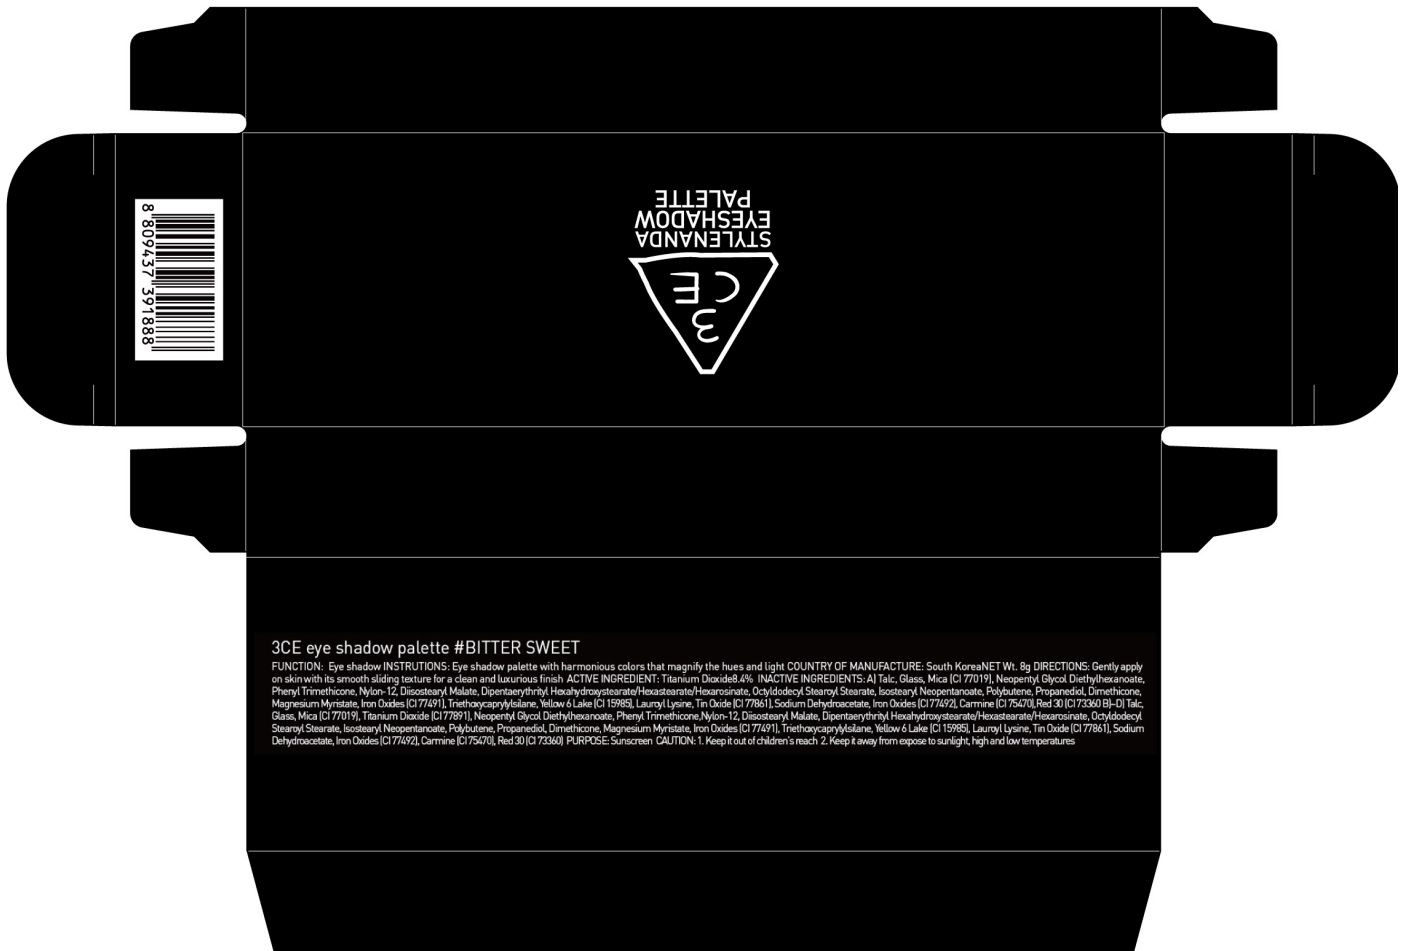 8 809437 391888
3
CE
STYLENANDA
EYESHADOW
PALETTE
3CE eye shadow palette #BITTER SWEET
FUNCTION: Eye shadow INSTRUTIONS: Eye shadow palette with harmonious colors that magnify the hues and light COUNTRY OF MANUFACTURE: South KoreaNET Wt. 8g DIRECTIONS: Gently apply
on skin with its smooth sliding texture for a clean and luxurious finish ACTIVE INGREDIENT: Titanium Dioxide8.4% INACTIVE INGREDIENTS: A) Talc, Glass, Mica (CI 77019), Neopentyl Glycol Diethylhexanoate,
Phenyl Trimethicone, Nylon-12, Diisostearyl Malate, Dipentaerythrityl Hexahydroxystearate/Hexastearate/Hexarosinate, Octyldodecyl Stearoyl Stearate, Isostearyl Neopentanoate, Polybutene, Propanediol, Dimethicone,
Magnesium Myristate, Iron Oxides (CI 77491), Triethoxycaprylylsilane, Yellow 6 Lake (CI 15985), Lauroyl Lysine, Tin Oxide (CI 77861), Sodium Dehydroacetate, Iron Oxides (CI 77492), Carmine (CI 75470), Red 30 (CI 73360 B)~D) Talc,
Glass, Mica (CI 77019), Titanium Dioxide (CI 77891), Neopentyl Glycol Diethylhexanoate, Phenyl Trimethicone,Nylon-12, Diisostearyl Malate, Dipentaerythrityl Hexahydroxystearate/Hexastearate/Hexarosinate, Octyldodecyl
Stearoyl Stearate, Isostearyl Neopentanoate, Polybutene, Propanediol, Dimethicone, Magnesium Myristate, Iron Oxides (CI 77491), Triethoxycaprylylsilane, Yellow 6 Lake (CI 15985), Lauroyl Lysine, Tin Oxide (CI 77861), Sodium
Dehydroacetate, Iron Oxides (CI 77492), Carmine (CI 75470), Red 30 (CI 73360) PURPOSE: Sunscreen CAUTION: 1. Keep it out of children's reach 2. Keep it away from expose to sunlight, high and low temperatures